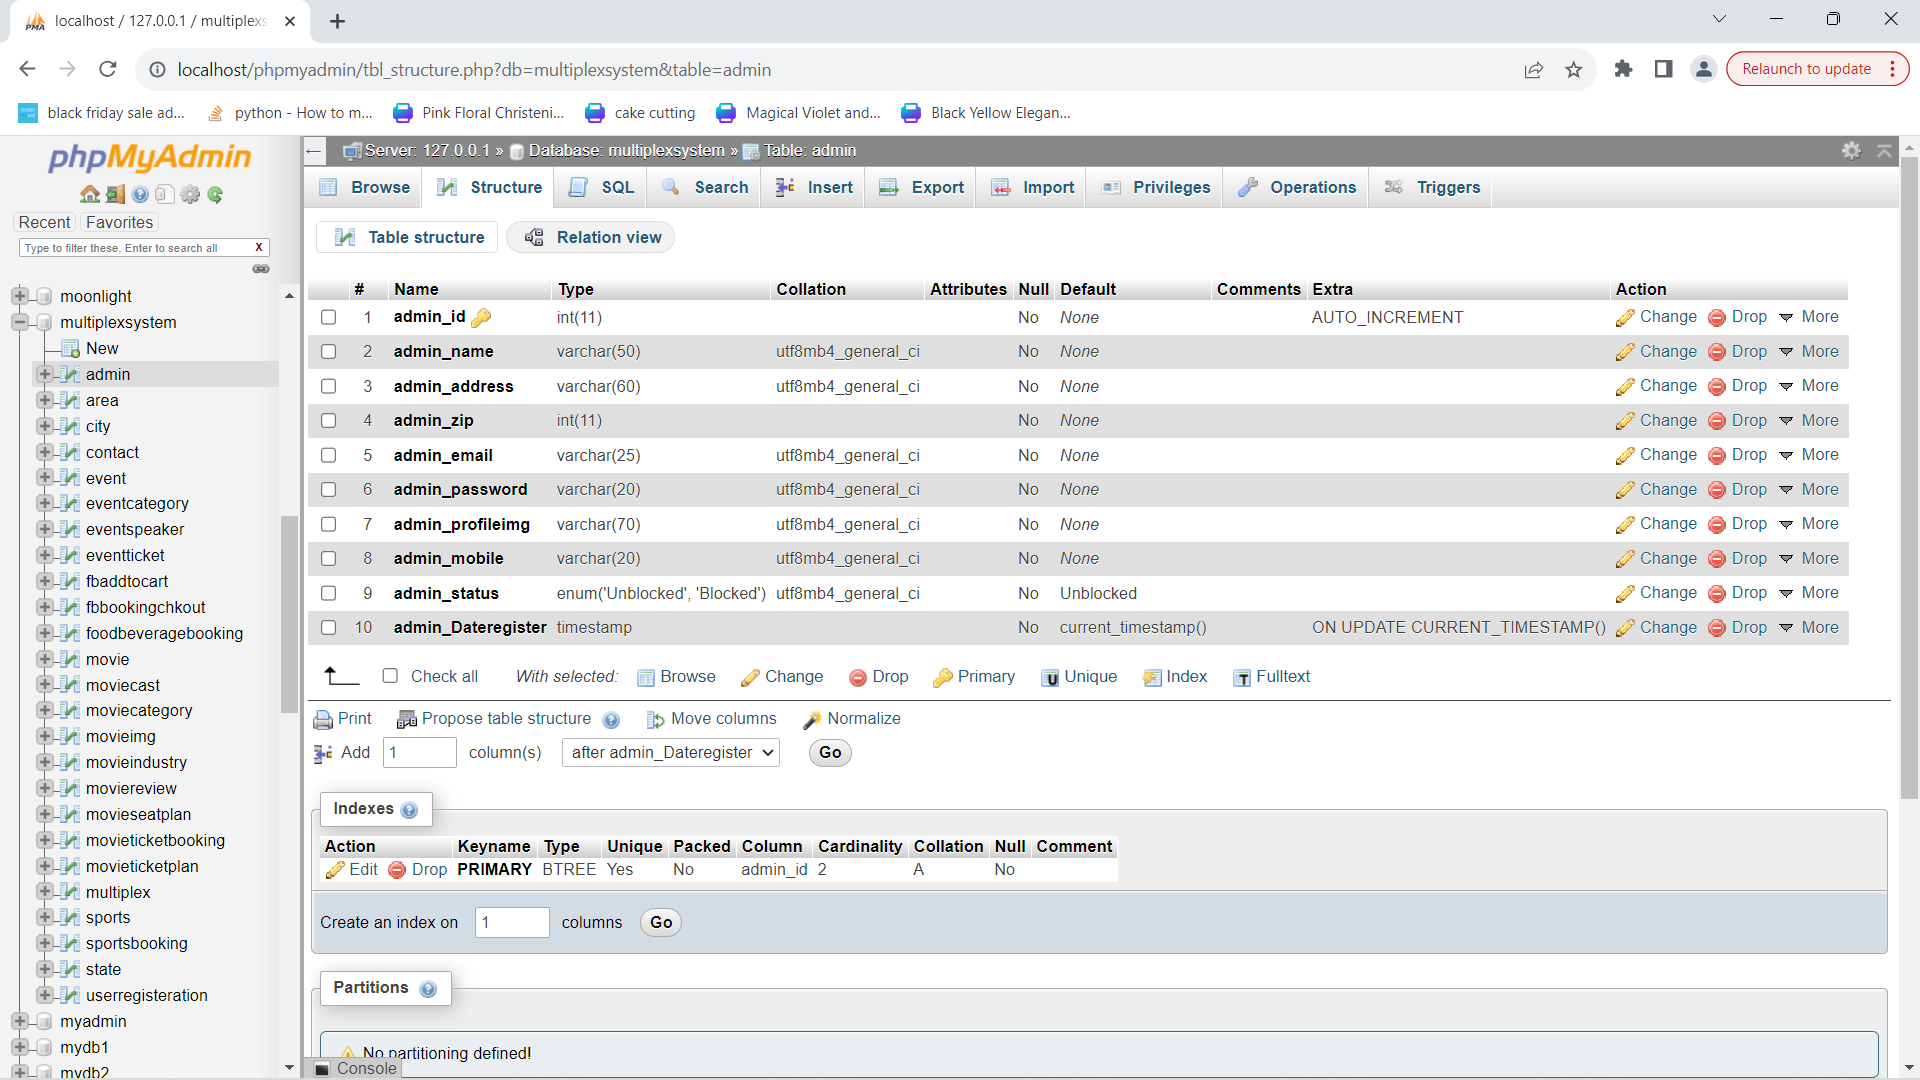 localhost / 127.0.0.1 / multiplexs
localhost/phpmyadmin/tbl_structure.php?db=multiplexsystem&table=admin
Relaunch to update
black friday sale ad...
python - How to m...
Pink Floral Christeni...
cake cutting
Magical Violet and...
Black Yellow Elegan...
phpMyAdmin
Recent Favorites
Type to filter these, Enter to search all X
moonlight
multiplexsystem
New
admin
area
city
contact
event
eventcategory
eventspeaker
eventticket
fbaddtocart
fbbookingchkout
foodbeveragebooking
movie
moviecast
moviecategory
movieimg
movieindustry
moviereview
movieseatplan
movieticketbooking
movieticketplan
multiplex
sports
sportsbooking
state
userregisteration
myadmin
mydb1
mydb2
Server: 127.0.0.1 » Database: multiplexsystem » Table: admin
Browse Structure SQL Search Insert Export Import Privileges Operations Triggers
Table structure Relation view
# Name Type Collation Attributes Null Default Comments Extra Action
1 admin_id int(11) No None AUTO_INCREMENT Change Drop More
2 admin_name varchar(50) utf8mb4_general_ci No None Change Drop More
3 admin_address varchar(60) utf8mb4_general_ci No None Change Drop More
4 admin_zip int(11) No None Change Drop More
5 admin_email varchar(25) utf8mb4_general_ci No None Change Drop More
6 admin_password varchar(20) utf8mb4_general_ci No None Change Drop More
7 admin_profileimg varchar(70) utf8mb4_general_ci No None Change Drop More
8 admin_mobile varchar(20) utf8mb4_general_ci No None Change Drop More
9 admin_status enum('Unblocked', 'Blocked') utf8mb4_general_ci No Unblocked Change Drop More
10 admin_Dateregister timestamp No current_timestamp() ON UPDATE CURRENT_TIMESTAMP() Change Drop More
Check all With selected: Browse Change Drop Primary Unique Index Fulltext
Print Propose table structure Move columns Normalize
Add 1 column(s) after admin_Dateregister Go
Indexes
Action Keyname Type Unique Packed Column Cardinality Collation Null Comment
Edit Drop PRIMARY BTREE Yes No admin_id 2 A No
Create an index on 1 columns Go
Partitions
No partitioning defined!
Console